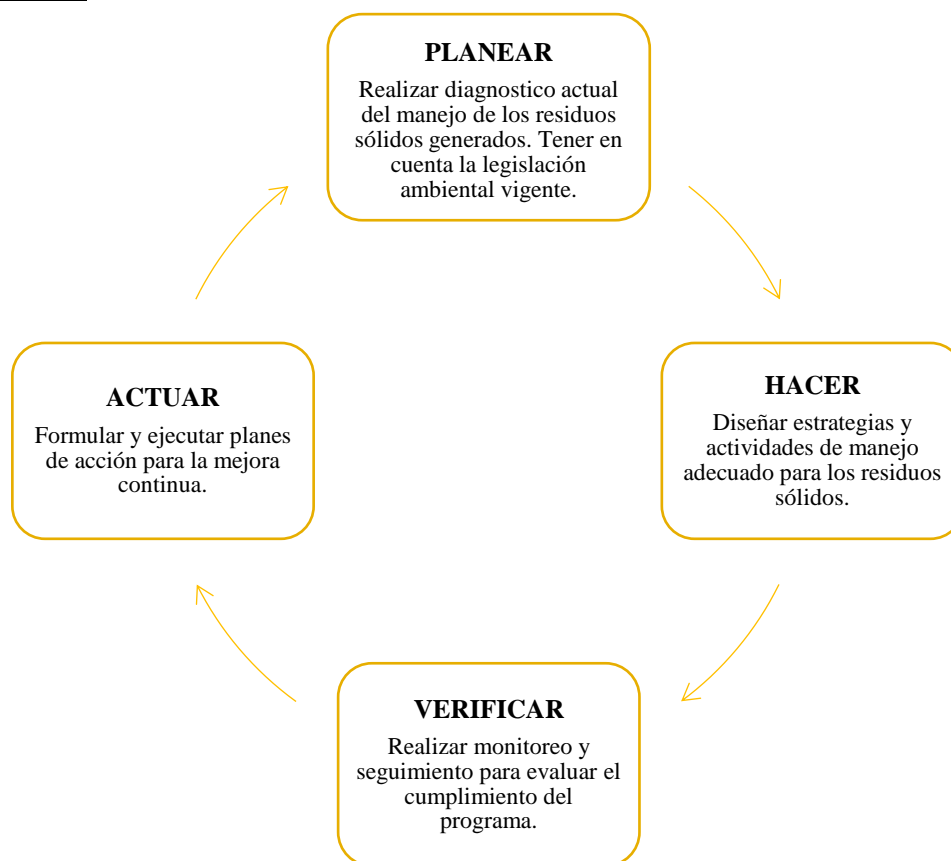 PLANEAR
Realizar diagnostico actual
del manejo de los residuos
sólidos generados. Tener en
cuenta la legislación
ambiental vigente.
HACER
Diseñar estrategias y
actividades de manejo
adecuado para los residuos
sólidos.
VERIFICAR
Realizar monitoreo y
seguimiento para evaluar el
cumplimiento del
programa.
ACTUAR
Formular y ejecutar planes
de acción para la mejora
continua.